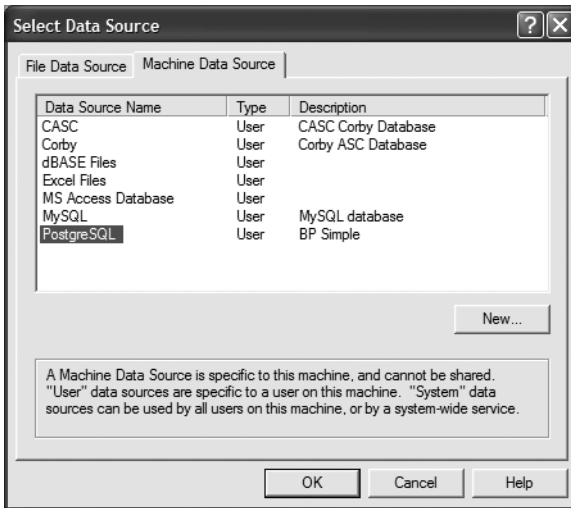 Select Data Source
File Data Source Machine Data Source
Data Source Name Type Description
CASC User CASC Corby Database
Corby User Corby ASC Database
dBASE Files User
Excel Files User
MS Access Database User
MySQL User MySQL database
PostgreSQL User BP Simple
New...
A Machine Data Source is specific to this machine, and cannot be shared.
"User" data sources are specific to a user on this machine. "System" data
sources can be used by all users on this machine, or by a system-wide service.
OK Cancel Help